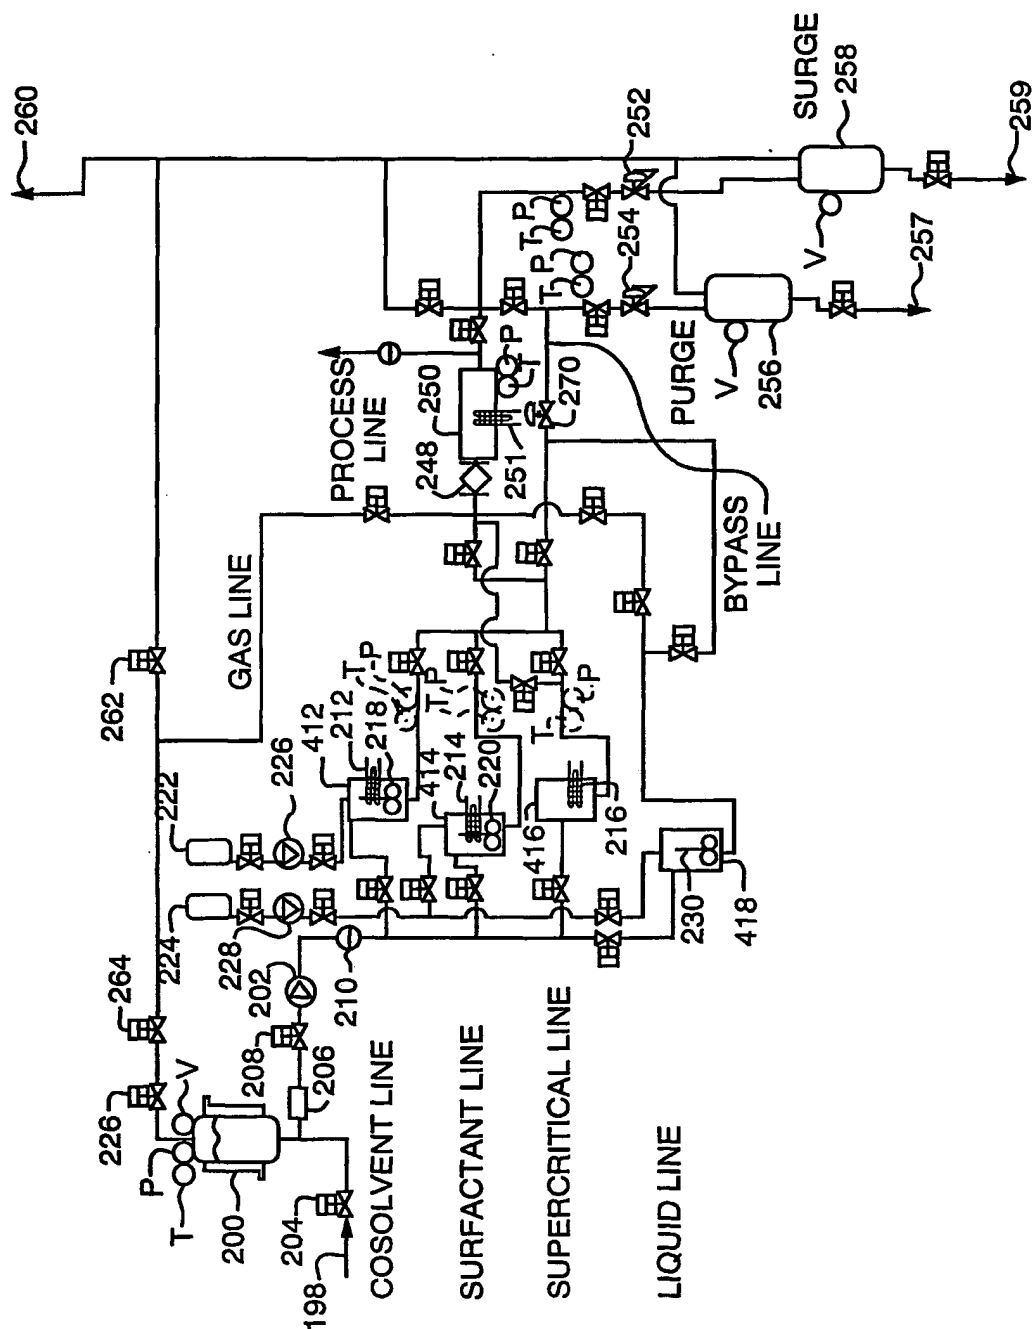 260
262
264
226
V
P
T
200
204
198
222
224
226
228
202
208
206
210
GAS LINE
PROCESS
LINE
412
212
218
T
P
414
214
220
T
P
416
216
T
P
230
418
248
250
251
T
P
270
T
P
T
P
252
254
SURGE
258
V
259
PURGE
V
256
257
BYPASS
LINE
COSOLVENT LINE
SURFACTANT LINE
SUPERCRITICAL LINE
LIQUID LINE